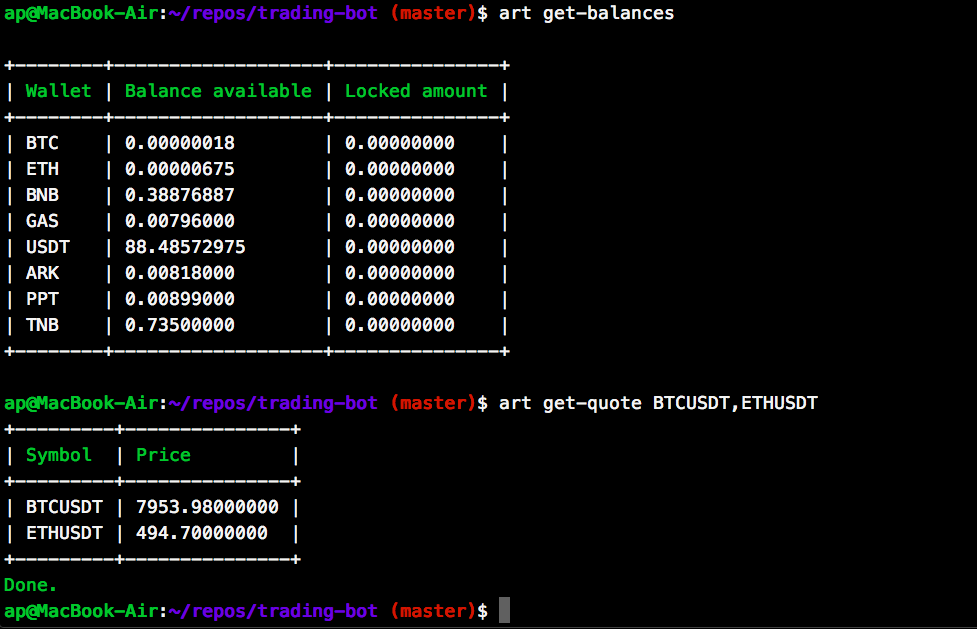 ap@MacBook-Air:~/repos/trading-bot (master)$ art get-balances
+--------+-------------------+---------------+
| Wallet | Balance available | Locked amount |
+--------+-------------------+---------------+
| BTC    | 0.00000018        | 0.00000000    |
| ETH    | 0.00000675        | 0.00000000    |
| BNB    | 0.38876887        | 0.00000000    |
| GAS    | 0.00796000        | 0.00000000    |
| USDT   | 88.48572975       | 0.00000000    |
| ARK    | 0.00818000        | 0.00000000    |
| PPT    | 0.00899000        | 0.00000000    |
| TNB    | 0.73500000        | 0.00000000    |
+--------+-------------------+---------------+
ap@MacBook-Air:~/repos/trading-bot (master)$ art get-quote BTCUSDT,ETHUSDT
+---------+---------------+
| Symbol  | Price         |
+---------+---------------+
| BTCUSDT | 7953.98000000 |
| ETHUSDT | 494.70000000  |
+---------+---------------+
Done.
ap@MacBook-Air:~/repos/trading-bot (master)$